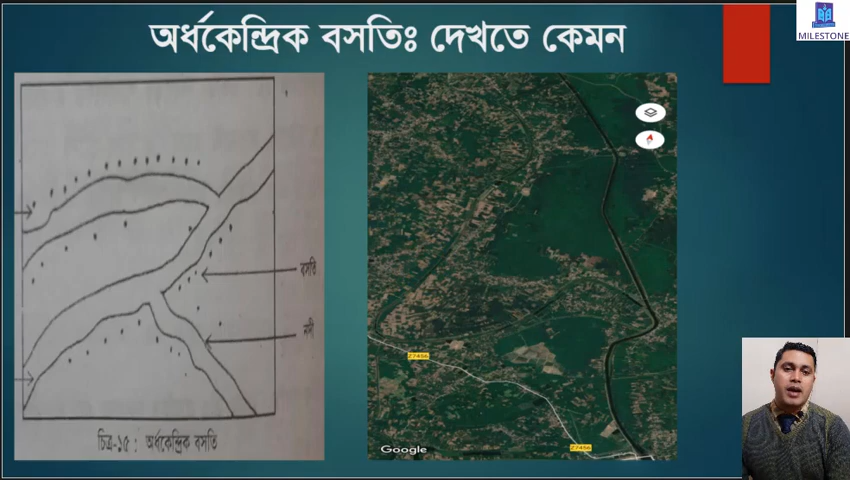 অর্ধকেন্দ্রিক বসতিঃ দেখতে কেমন
MILESTONE
বসতি
নদী
চিত্র-১৫ : অর্ধকেন্দ্রিক বসতি
Z7456
Z7456
Google